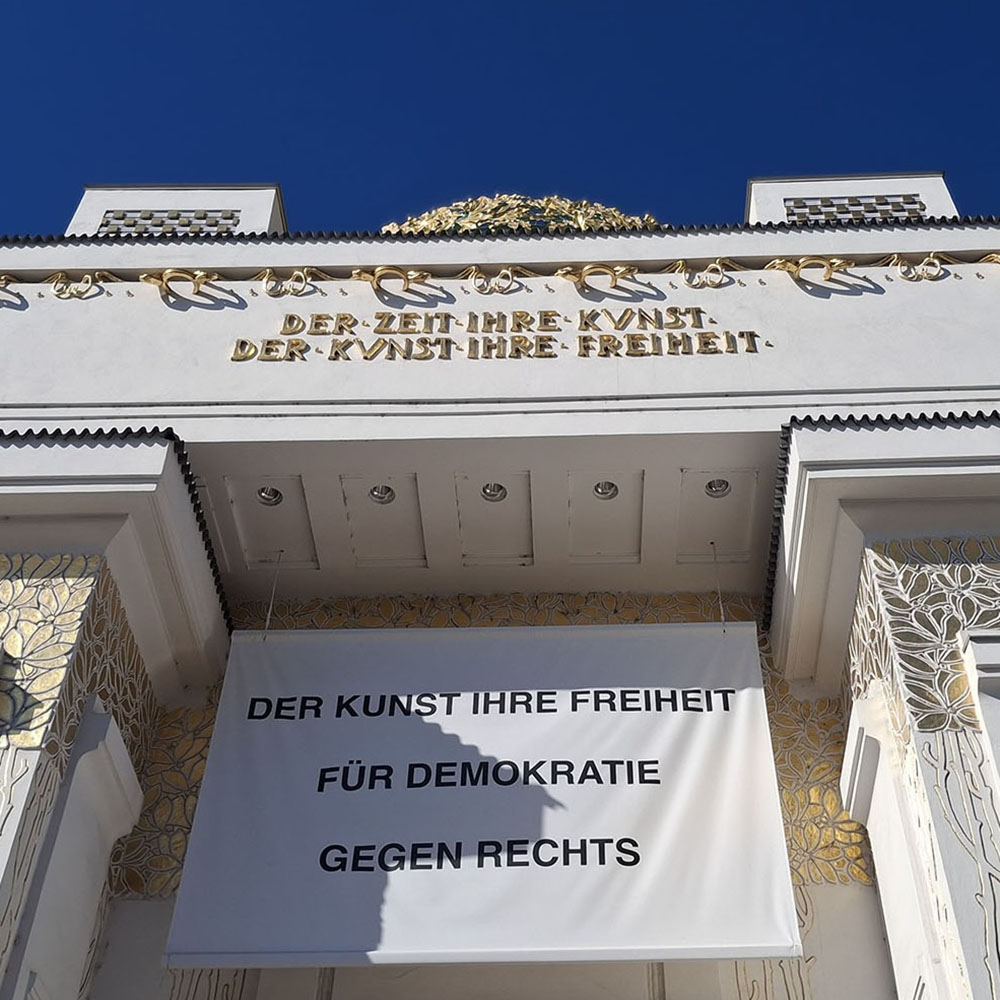 DER·ZEIT·IHRE·KVNST·
DER·KVNST·IHRE·FREIHEIT·
DER KUNST IHRE FREIHEIT
FÜR DEMOKRATIE
GEGEN RECHTS